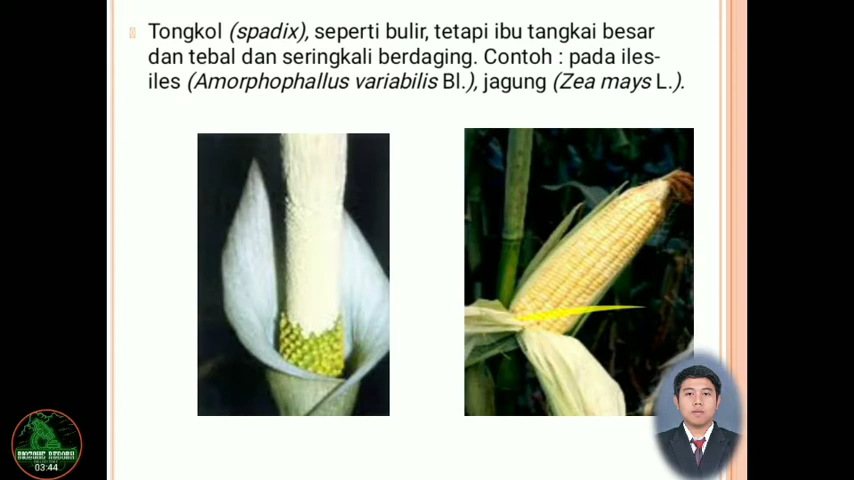 Tongkol (spadix), seperti bulir, tetapi ibu tangkai besar
dan tebal dan seringkali berdaging. Contoh : pada iles-
iles (Amorphophallus variabilis Bl.), jagung (Zea mays L.).
03:44